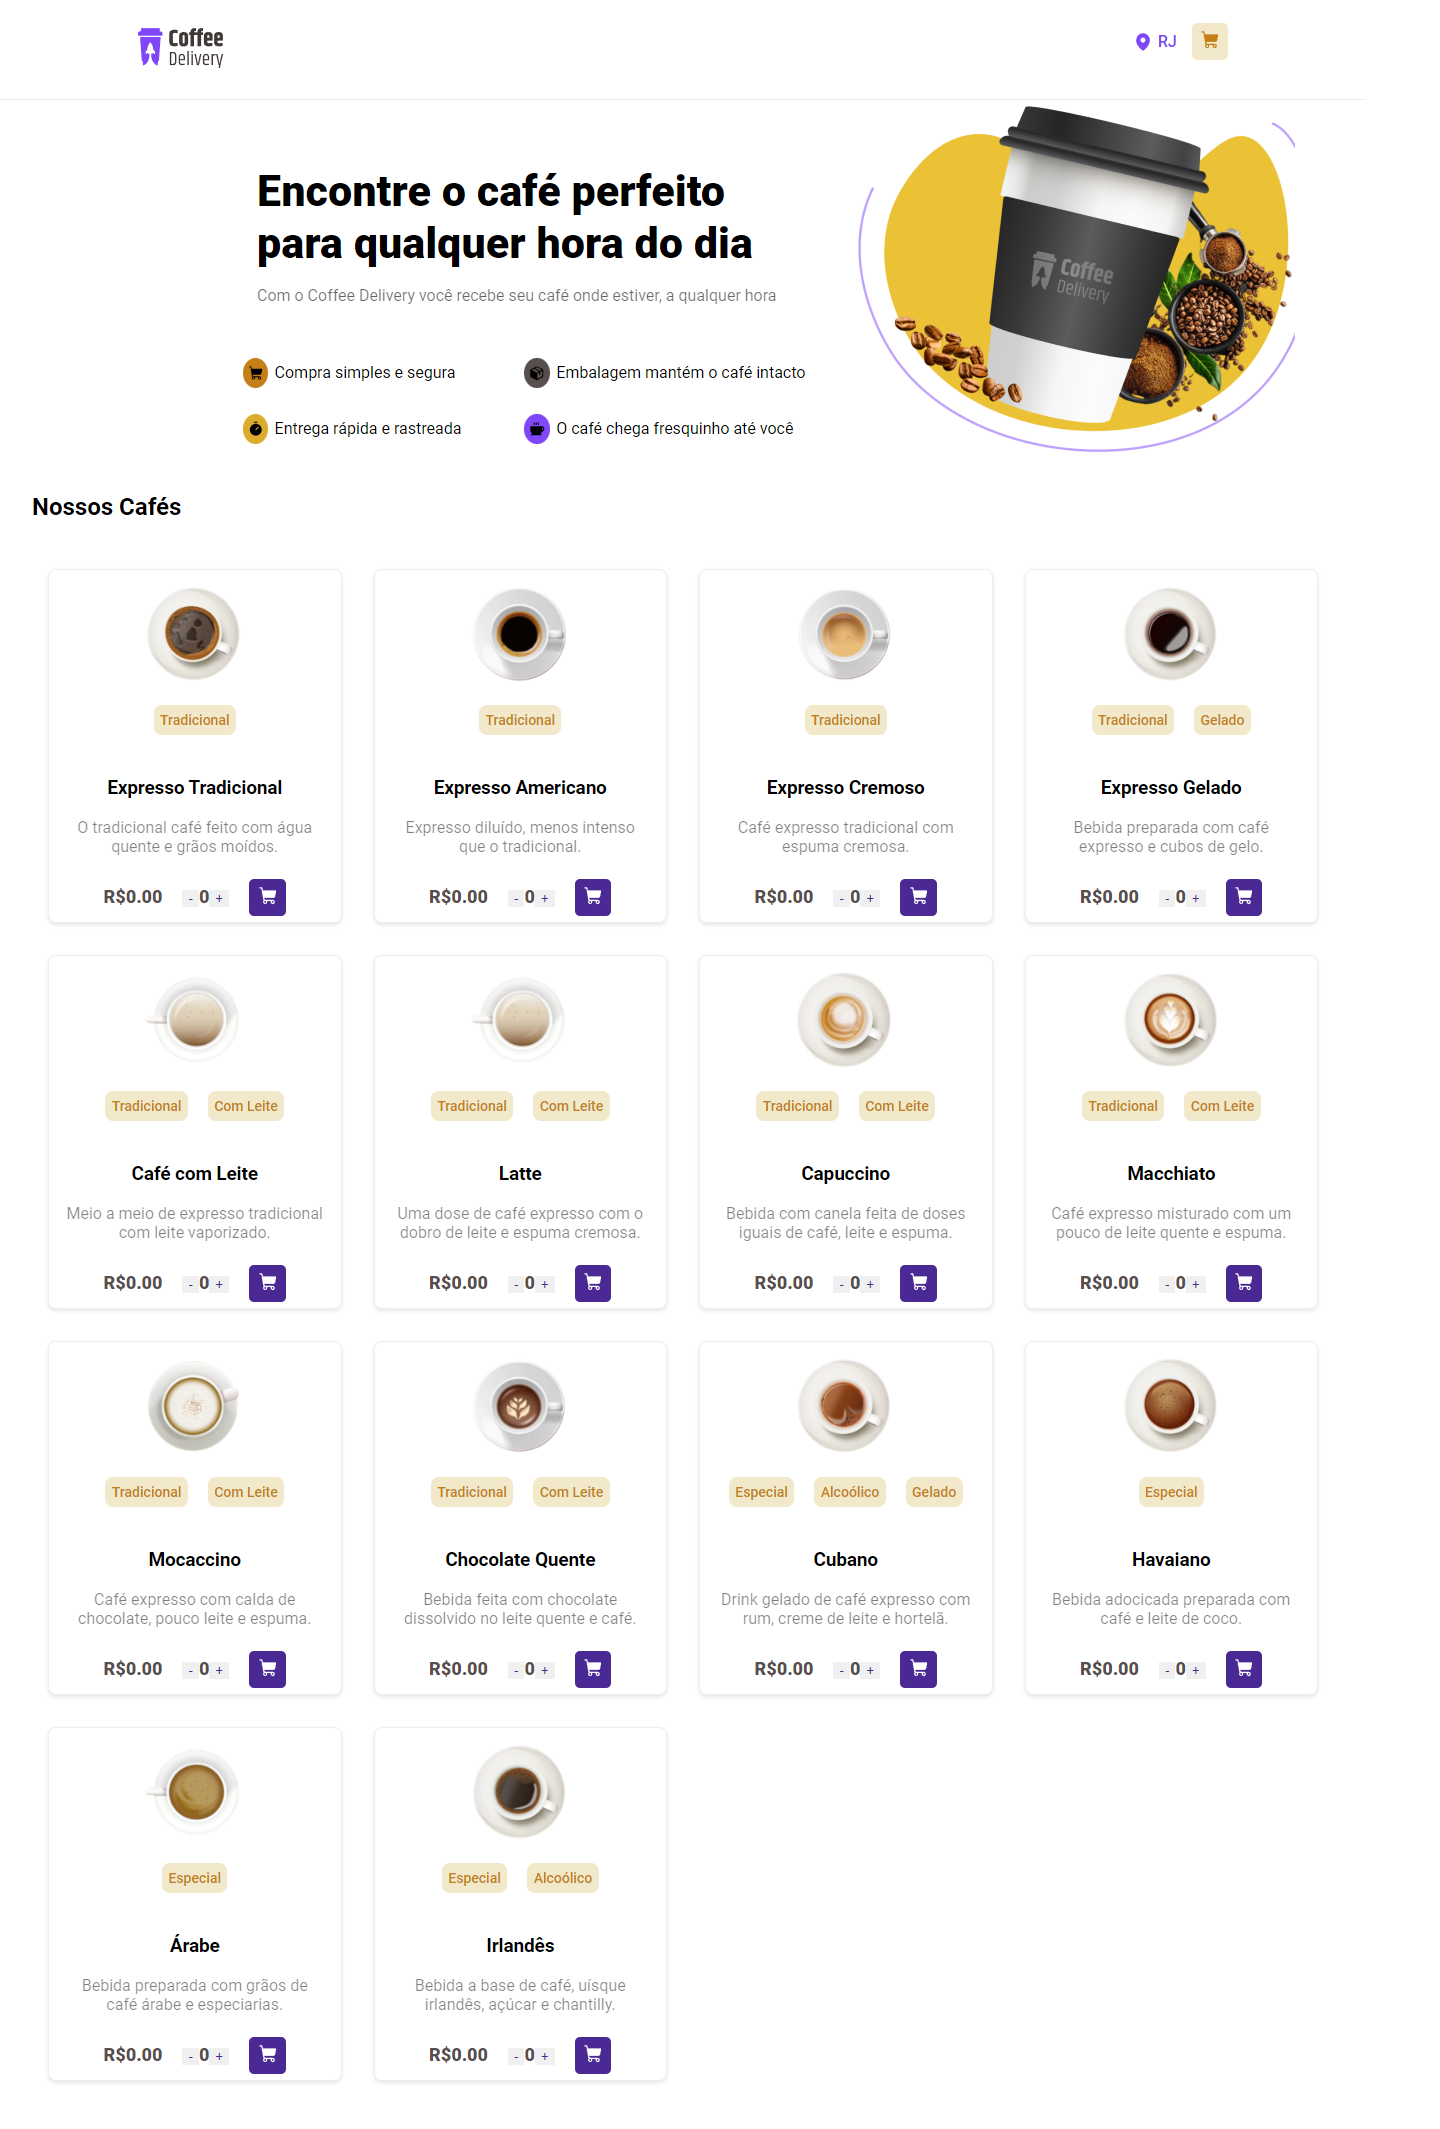 Coffee
Delivery
RJ
Encontre o café perfeito
para qualquer hora do dia
Com o Coffee Delivery você recebe seu café onde estiver, a qualquer hora
Compra simples e segura
Embalagem mantém o café intacto
Entrega rápida e rastreada
O café chega fresquinho até você
Coffee
Delivery
Nossos Cafés
Tradicional
Expresso Tradicional
O tradicional café feito com água
quente e grãos moídos.
R$0.00 - 0 +
Tradicional
Expresso Americano
Expresso diluído, menos intenso
que o tradicional.
R$0.00 - 0 +
Tradicional
Expresso Cremoso
Café expresso tradicional com
espuma cremosa.
R$0.00 - 0 +
Tradicional Gelado
Expresso Gelado
Bebida preparada com café
expresso e cubos de gelo.
R$0.00 - 0 +
Tradicional Com Leite
Café com Leite
Meio a meio de expresso tradicional
com leite vaporizado.
R$0.00 - 0 +
Tradicional Com Leite
Latte
Uma dose de café expresso com o
dobro de leite e espuma cremosa.
R$0.00 - 0 +
Tradicional Com Leite
Capuccino
Bebida com canela feita de doses
iguais de café, leite e espuma.
R$0.00 - 0 +
Tradicional Com Leite
Macchiato
Café expresso misturado com um
pouco de leite quente e espuma.
R$0.00 - 0 +
Tradicional Com Leite
Mocaccino
Café expresso com calda de
chocolate, pouco leite e espuma.
R$0.00 - 0 +
Tradicional Com Leite
Chocolate Quente
Bebida feita com chocolate
dissolvido no leite quente e café.
R$0.00 - 0 +
Especial Alcoólico Gelado
Cubano
Drink gelado de café expresso com
rum, creme de leite e hortelã.
R$0.00 - 0 +
Especial
Havaiano
Bebida adocicada preparada com
café e leite de coco.
R$0.00 - 0 +
Especial
Árabe
Bebida preparada com grãos de
café árabe e especiarias.
R$0.00 - 0 +
Especial Alcoólico
Irlandês
Bebida a base de café, uísque
irlandês, açúcar e chantilly.
R$0.00 - 0 +